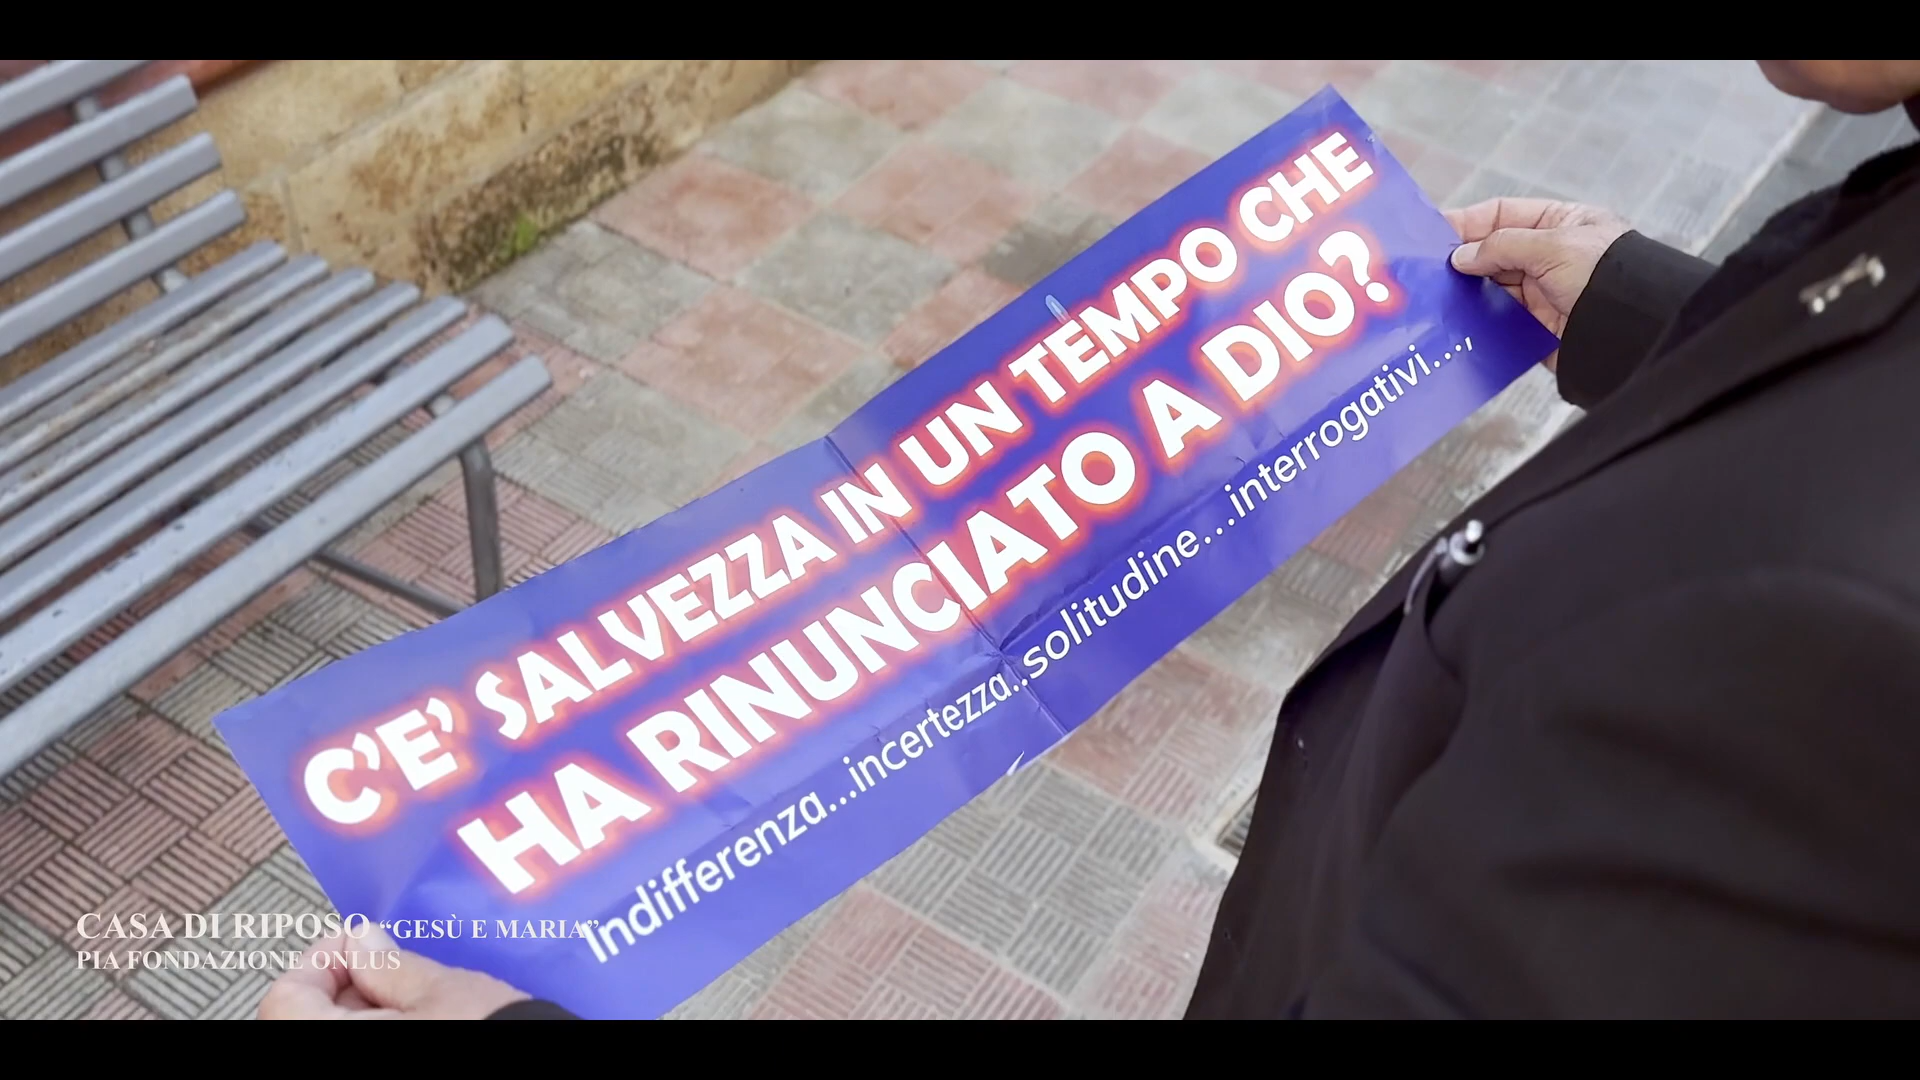 C'E' SALVEZZA IN UN TEMPO CHE
HA RINUNCIATO A DIO?
Indifferenza...incertezza..solitudine...interrogativi...,
CASA DI RIPOSO “GESÙ E MARIA”
PIA FONDAZIONE ONLUS